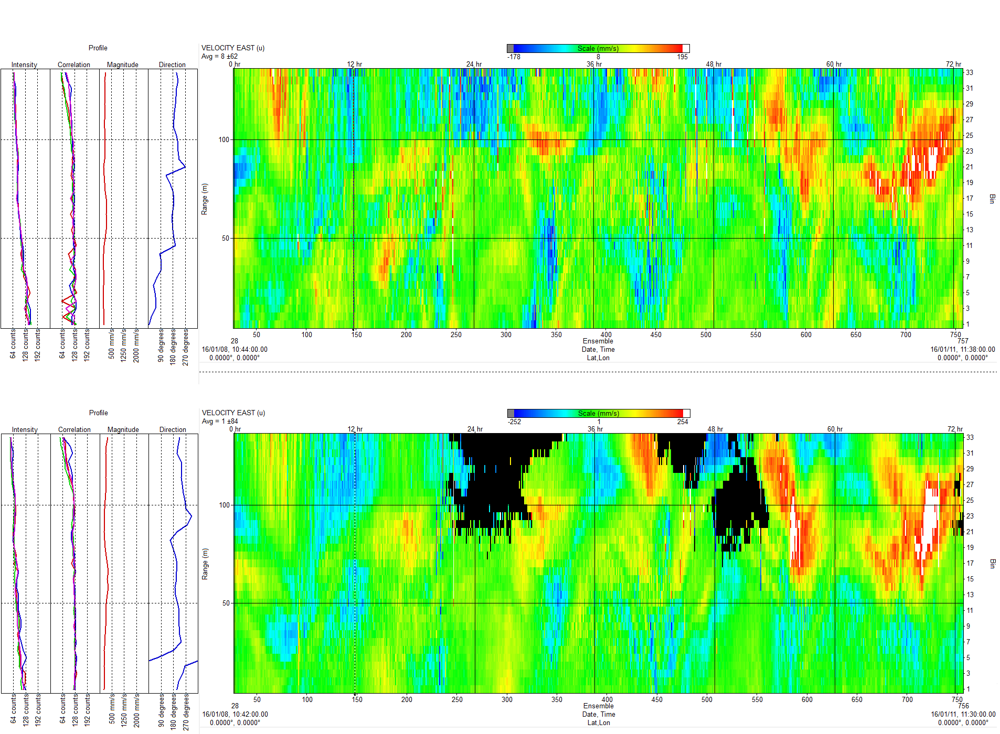 Profile
VELOCITY EAST (u)
Avg = 8 ±62
Scale (mm/s)
-178 8 195
Intensity Correlation Magnitude Direction
0 hr 12 hr 24 hr 36 hr 48 hr 60 hr 72 hr
33
31
29
27
100 25
23
21
19
Range (m) 17 Bin
15
13
50 11
9
7
5
3
1
50 100 150 200 250 300 350 400 450 500 550 600 650 700 750
64 counts 128 counts 192 counts 64 counts 128 counts 192 counts 500 mm/s 1250 mm/s 2000 mm/s 90 degrees 180 degrees 270 degrees
28 Ensemble 757
16/01/08, 10:44:00.00 Date, Time 16/01/11, 11:38:00.00
0.0000°, 0.0000° Lat,Lon 0.0000°, 0.0000°
Profile
VELOCITY EAST (u)
Avg = 1 ±84
Scale (mm/s)
-252 1 254
Intensity Correlation Magnitude Direction
0 hr 12 hr 24 hr 36 hr 48 hr 60 hr 72 hr
33
31
29
27
100 25
23
21
19
Range (m) 17 Bin
15
13
50 11
9
7
5
3
1
50 100 150 200 250 300 350 400 450 500 550 600 650 700 750
64 counts 128 counts 192 counts 64 counts 128 counts 192 counts 500 mm/s 1250 mm/s 2000 mm/s 90 degrees 180 degrees 270 degrees
28 Ensemble 756
16/01/08, 10:42:00.00 Date, Time 16/01/11, 11:30:00.00
0.0000°, 0.0000° Lat,Lon 0.0000°, 0.0000°